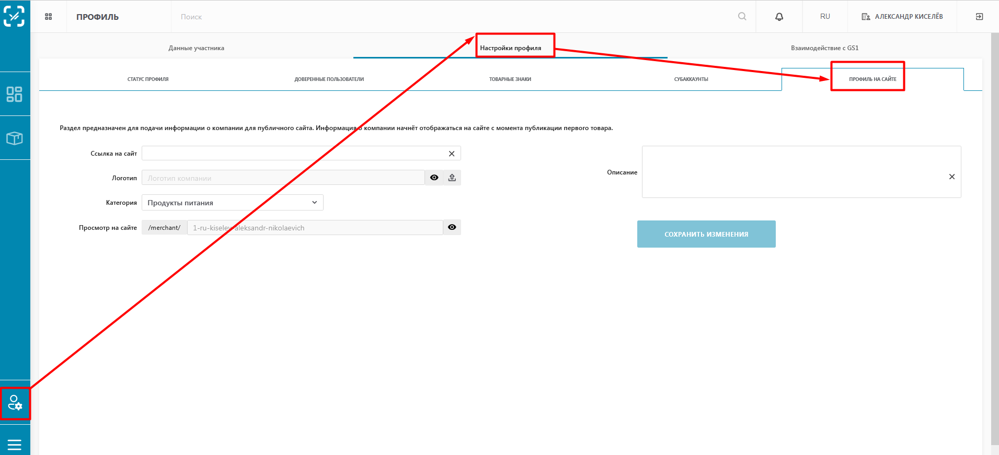 ПРОФИЛЬ
Поиск
RU
АЛЕКСАНДР КИСЕЛЁВ
Данные участника
Настройки профиля
Взаимодействие с GS1
СТАТУС ПРОФИЛЯ
ДОВЕРЕННЫЕ ПОЛЬЗОВАТЕЛИ
ТОВАРНЫЕ ЗНАКИ
СУБАККАУНТЫ
ПРОФИЛЬ НА САЙТЕ
Раздел предназначен для подачи информации о компании для публичного сайта. Информация о компании начнёт отображаться на сайте с момента публикации первого товара.
Ссылка на сайт
Логотип
Логотип компании
Категория
Продукты питания
Просмотр на сайте
/merchant/
1-ru-kiselev-aleksandr-nikolaevich
Описание
СОХРАНИТЬ ИЗМЕНЕНИЯ